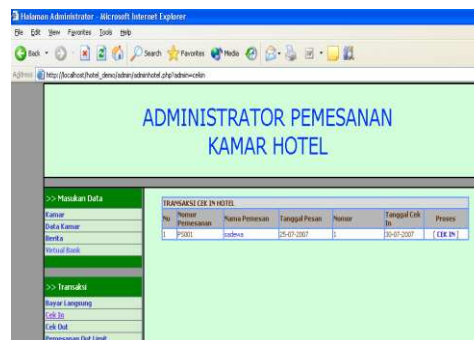 Halaman Administrator - Microsoft Internet Explorer
File Edit View Favorites Tools Help
Back Search Favorites Media
Address http://localhost/hotel_demo/admin/adminhotel.php?admin=cekin
ADMINISTRATOR PEMESANAN
KAMAR HOTEL
>> Masukan Data
Kamar
Data Kamar
Berita
Virtual Bank
>> Transaksi
Bayar Langsung
Cek In
Cek Out
Pemesanan Out Limit
TRANSAKSI CEK IN HOTEL
No Nomor Pemesanan Nama Pemesan Tanggal Pesan Nomor Tanggal Cek In Proses
1 PS001 sadewa 25-07-2007 1 30-07-2007 [ CEK IN ]